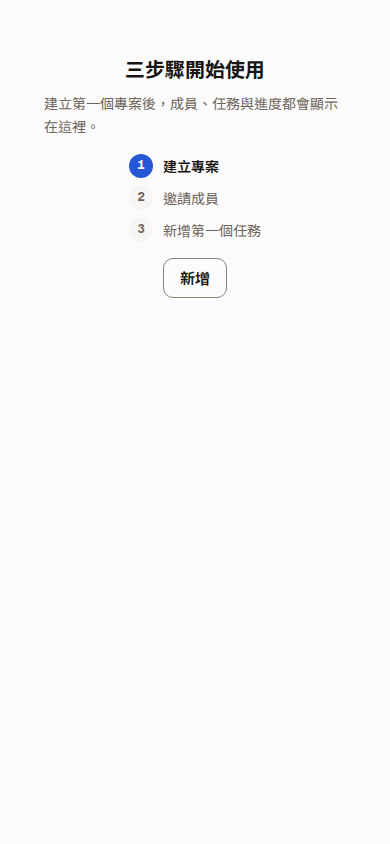 三步驟開始使用
建立第一個專案後，成員、任務與進度都會顯示
在這裡。
1 建立專案
2 邀請成員
3 新增第一個任務
新增